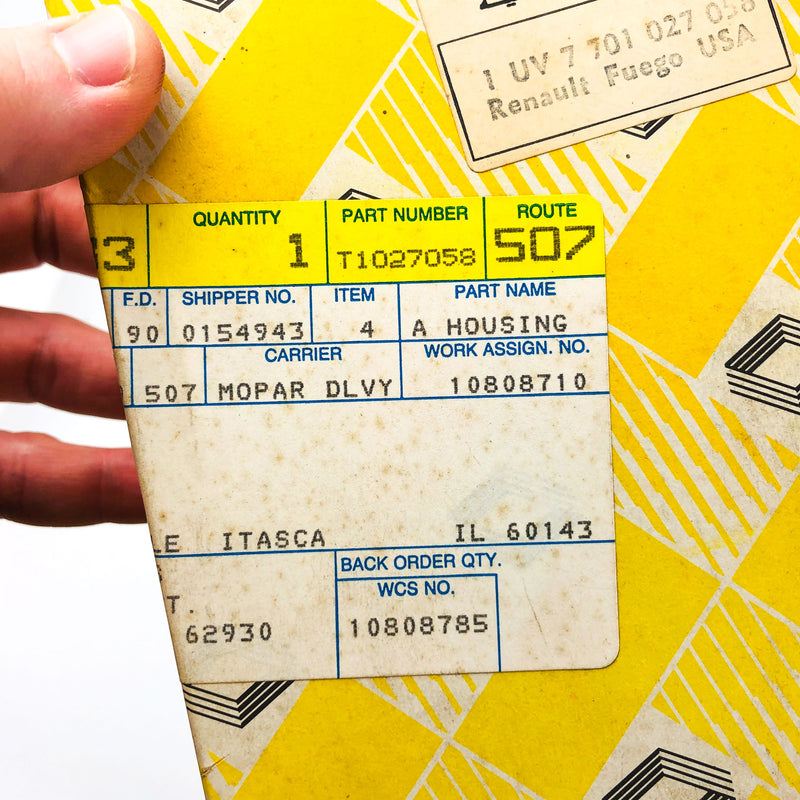 1 UV 7 701 027 058
Renault Fuego USA
QUANTITY PART NUMBER ROUTE
3 1 T1027058 507
F.D. SHIPPER NO. ITEM PART NAME
90 0154943 4 A HOUSING
CARRIER WORK ASSIGN. NO.
507 MOPAR DLVY 10808710
LE ITASCA IL 60143
BACK ORDER QTY.
WCS NO.
T.
62930 10808785